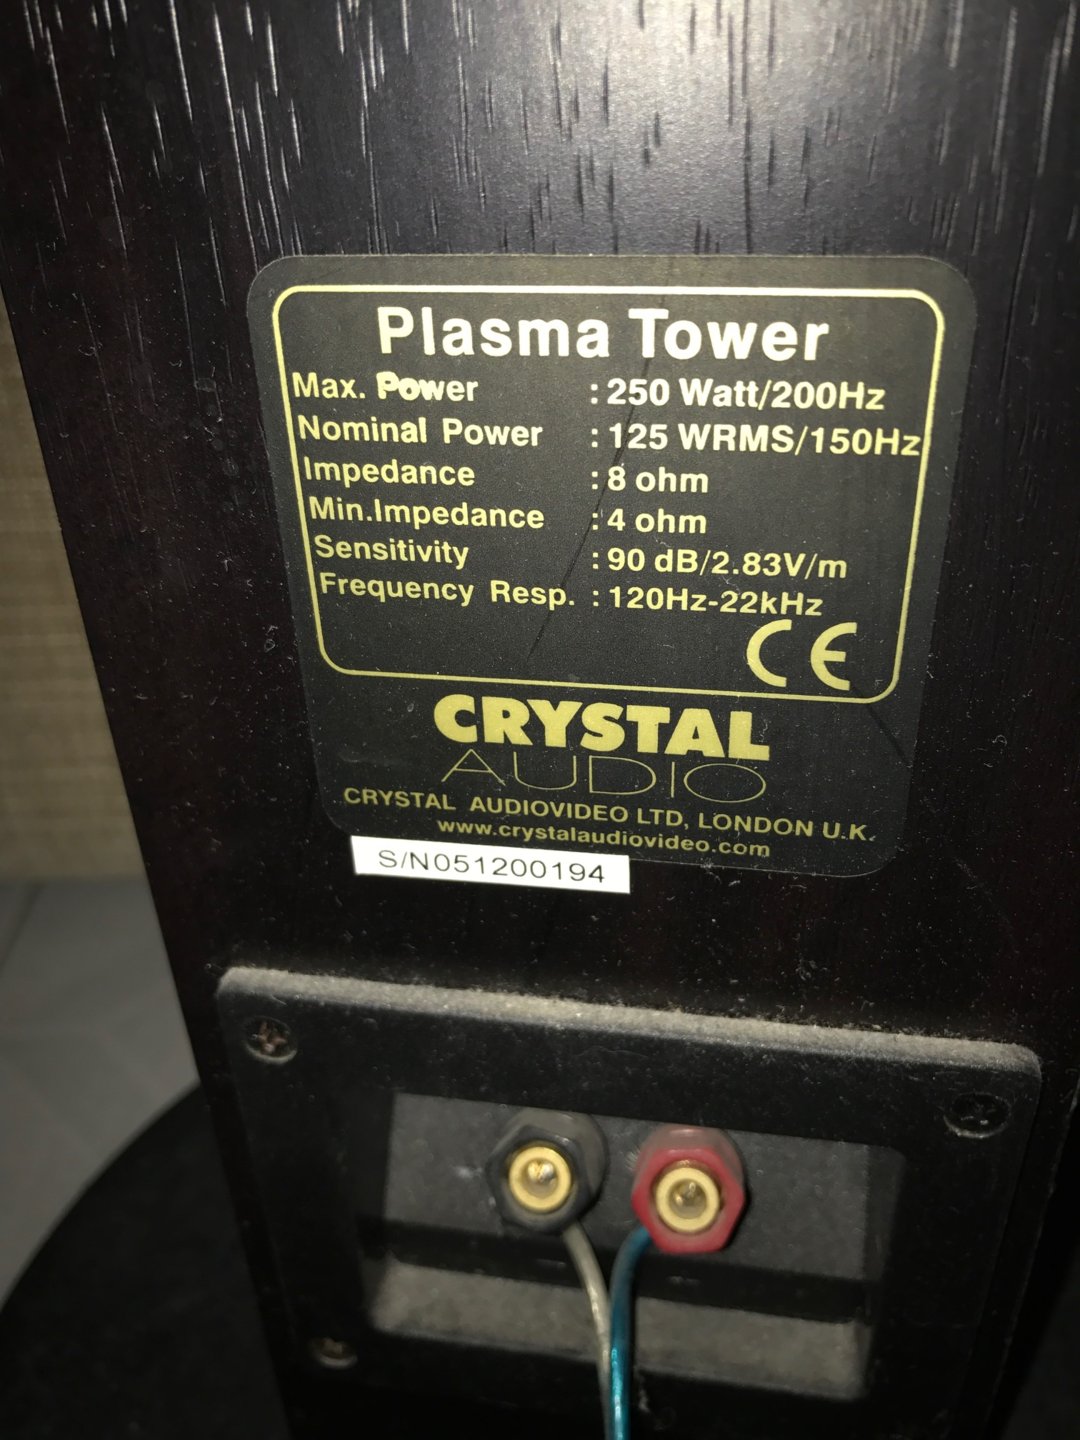 Plasma Tower
Max. Power : 250 Watt/200Hz
Nominal Power : 125 WRMS/150Hz
Impedance : 8 ohm
Min.Impedance : 4 ohm
Sensitivity : 90 dB/2.83V/m
Frequency Resp. : 120Hz-22kHz
CE
CRYSTAL
AUDIO
CRYSTAL AUDIOVIDEO LTD, LONDON U.K.
www.crystalaudiovideo.com
S/N051200194